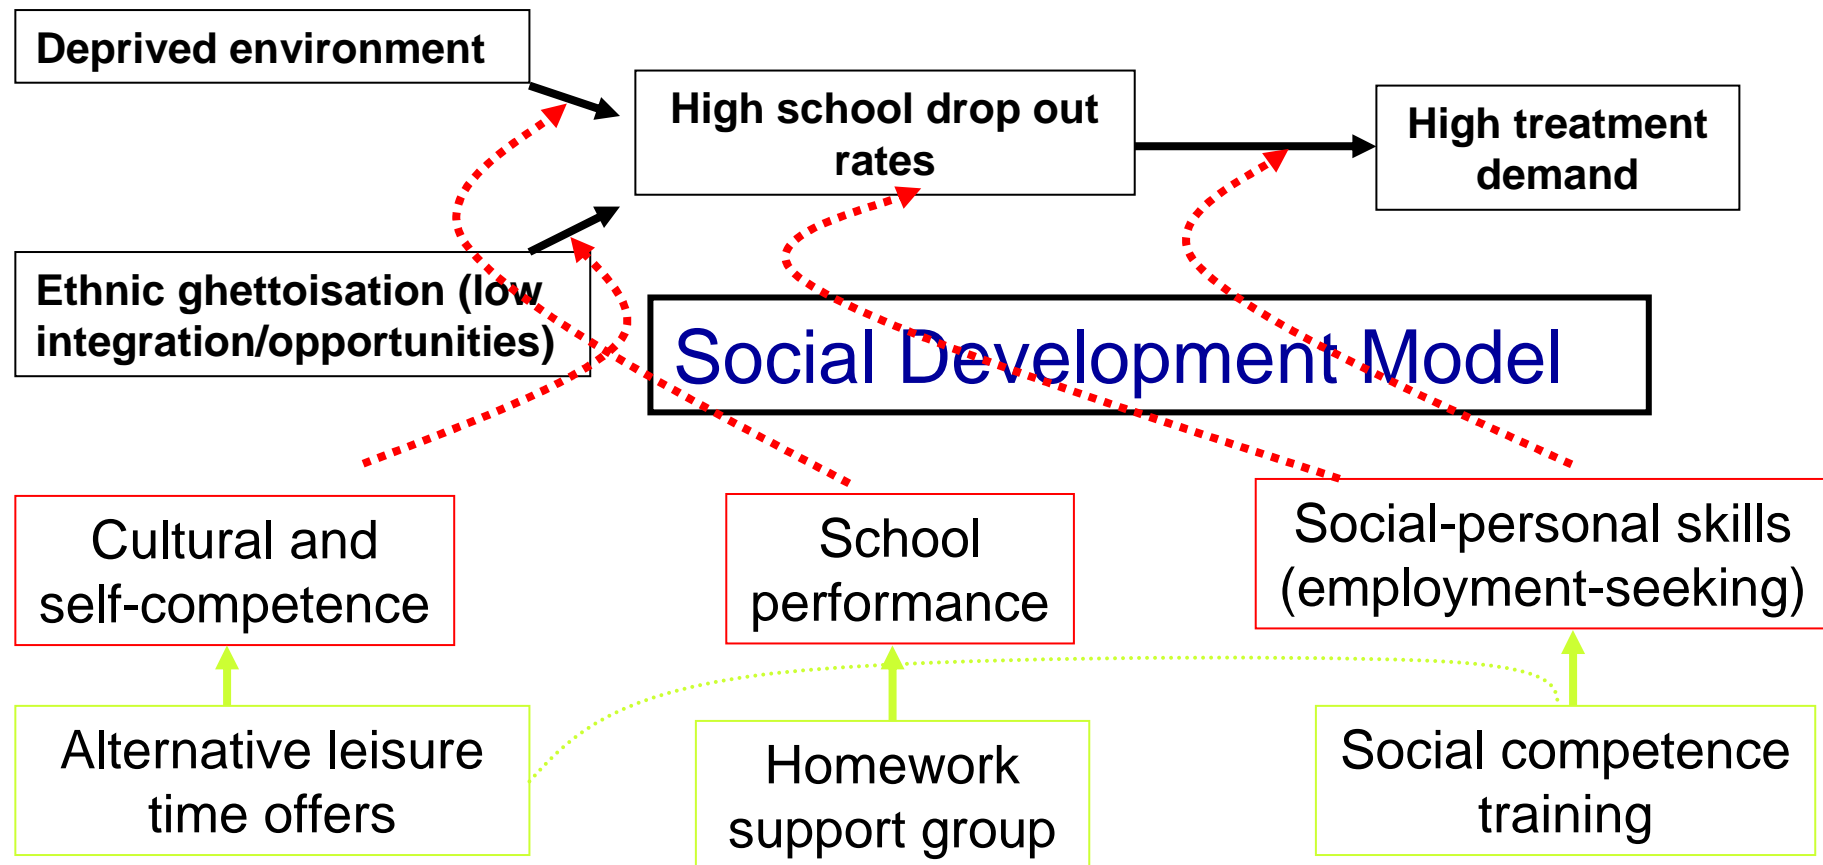 Deprived environment
High school drop out
rates
High treatment
demand
Ethnic ghettoisation (low
integration/opportunities)
Social Development Model
Cultural and
self-competence
School
performance
Social-personal skills
(employment-seeking)
Alternative leisure
time offers
Homework
support group
Social competence
training